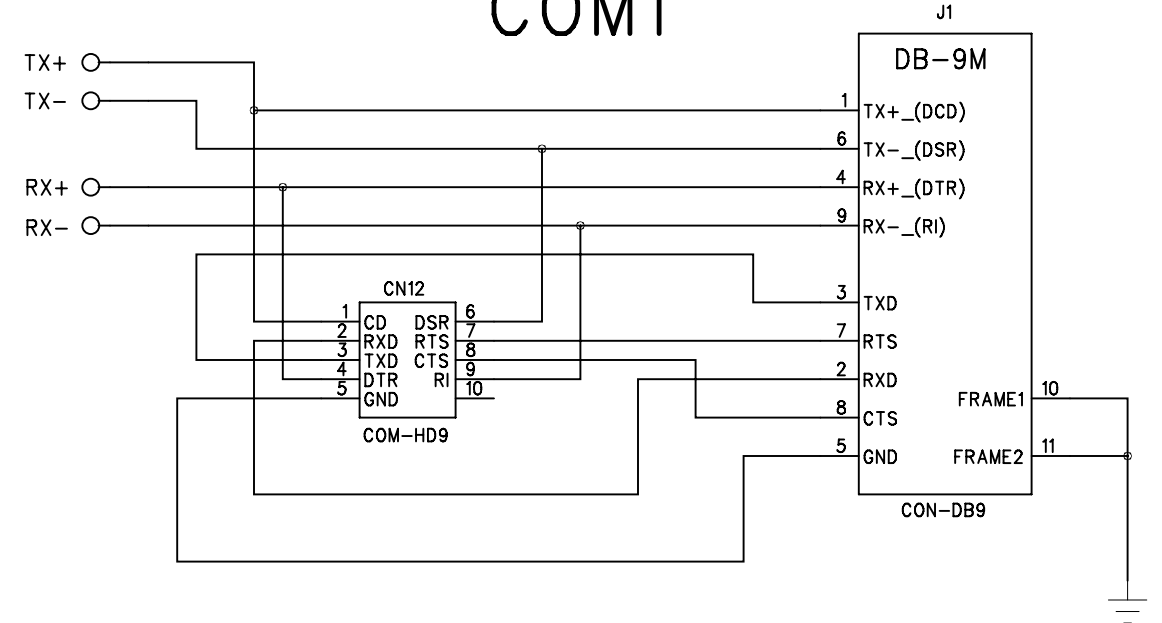 COM1
J1
DB-9M
TX+
TX-
RX+
RX-
1 TX+_(DCD)
6 TX-_(DSR)
4 RX+_(DTR)
9 RX-_(RI)
3 TXD
7 RTS
2 RXD
8 CTS
5 GND
FRAME1 10
FRAME2 11
CON-DB9
CN12
1 CD DSR 6
2 RXD RTS 7
3 TXD CTS 8
4 DTR RI 9
5 GND 10
COM-HD9